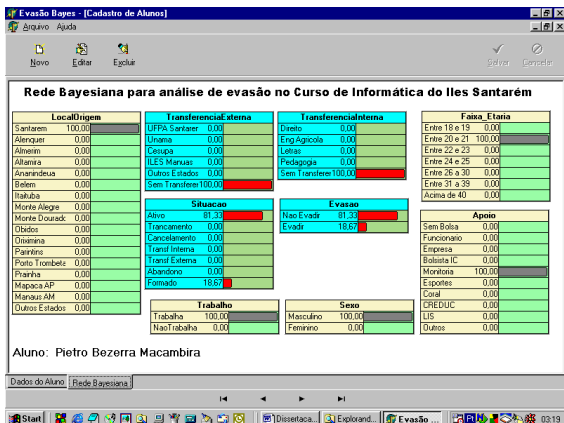 Evasão Bayes - [Cadastro de Alunos]
Arquivo Ajuda
Novo Editar Excluir Salvar Cancelar
Rede Bayesiana para análise de evasão no Curso de Informática do Iles Santarém
LocalOrigem
Santarem 100,00
Alenquer 0,00
Almerim 0,00
Altamira 0,00
Ananindeua 0,00
Belem 0,00
Itaituba 0,00
Monte Alegre 0,00
Monte Dourado 0,00
Obidos 0,00
Oriximina 0,00
Parintins 0,00
Porto Trombeta 0,00
Prainha 0,00
Mapaca AP 0,00
Manaus AM 0,00
Outros Estados 0,00
TransferenciaExterna
UFPA Santarer 0,00
Unama 0,00
Cesupa 0,00
ILES Manuas 0,00
Outros Estados 0,00
Sem Transferer 100,00
TransferenciaInterna
Direito 0,00
Eng Agricola 0,00
Letras 0,00
Pedagogia 0,00
Sem Transferer 100,00
Faixa_Etaria
Entre 18 e 19 0,00
Entre 20 e 21 100,00
Entre 22 e 23 0,00
Entre 24 e 25 0,00
Entre 26 a 30 0,00
Entre 31 a 39 0,00
Acima de 40 0,00
Situacao
Ativo 81,33
Trancamento 0,00
Cancelamento 0,00
Transf Interna 0,00
Transf Externa 0,00
Abandono 0,00
Formado 18,67
Evasao
Nao Evadir 81,33
Evadir 18,67
Apoio
Sem Bolsa 0,00
Funcionario 0,00
Empresa 0,00
Bolsista IC 0,00
Monitoria 100,00
Esportes 0,00
Coral 0,00
CREDUC 0,00
LIS 0,00
Outros 0,00
Trabalho
Trabalha 100,00
NaoTrabalha 0,00
Sexo
Masculino 100,00
Feminino 0,00
Aluno: Pietro Bezerra Macambira
Dados do Aluno Rede Bayesiana
Start Dissertaca... Explorand... Evasão ... Pt 03:19